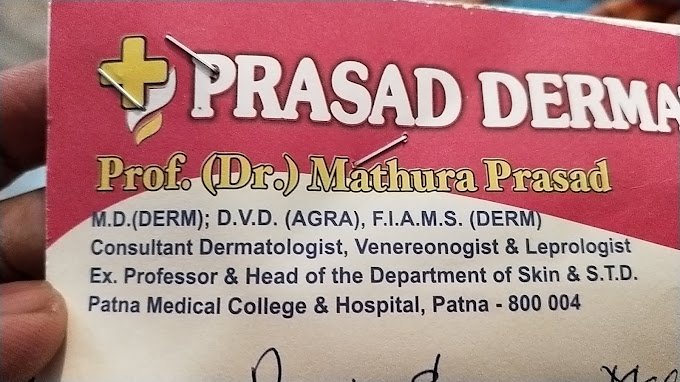 PRASAD DERMA
Prof. (Dr.) Mathura Prasad
M.D.(DERM); D.V.D. (AGRA), F.I.A.M.S. (DERM)
Consultant Dermatologist, Venereonogist & Leprologist
Ex. Professor & Head of the Department of Skin & S.T.D.
Patna Medical College & Hospital, Patna - 800 004